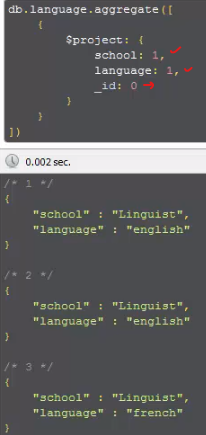 db.language.aggregate([
{
$project: {
school: 1,
language: 1,
_id: 0
}
}
])
0.002 sec.
/* 1 */
{
"school" : "Linguist",
"language" : "english"
}
/* 2 */
{
"school" : "Linguist",
"language" : "english"
}
/* 3 */
{
"school" : "Linguist",
"language" : "french"
}